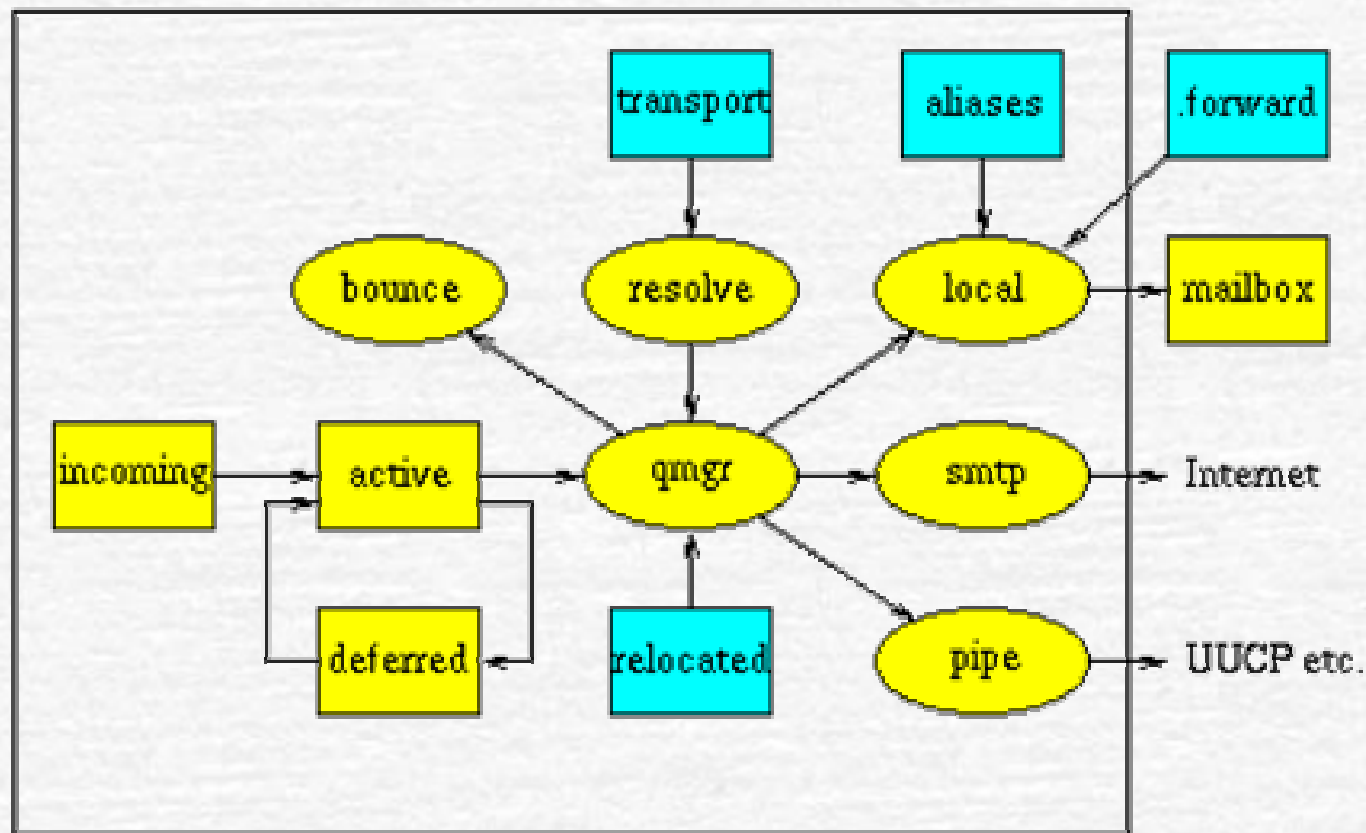 transport
aliases
.forward
bounce
resolve
local
mailbox
incoming
active
qmgr
smtp
Internet
deferred
relocated
pipe
UUCP etc.